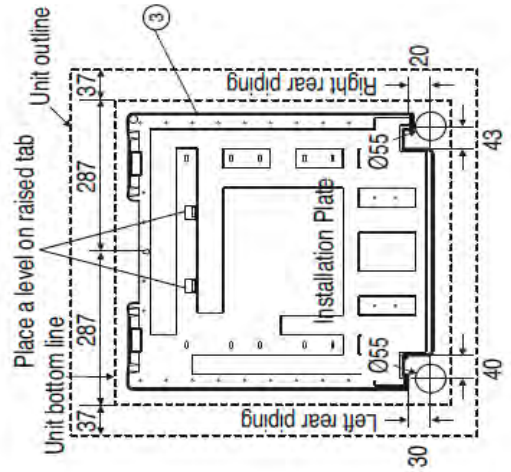 Place a level on raised tab
Unit outline
Unit bottom line
37
287
287
37
3
Left rear piping
Right rear piping
Installation Plate
Ø55
Ø55
30
40
43
20